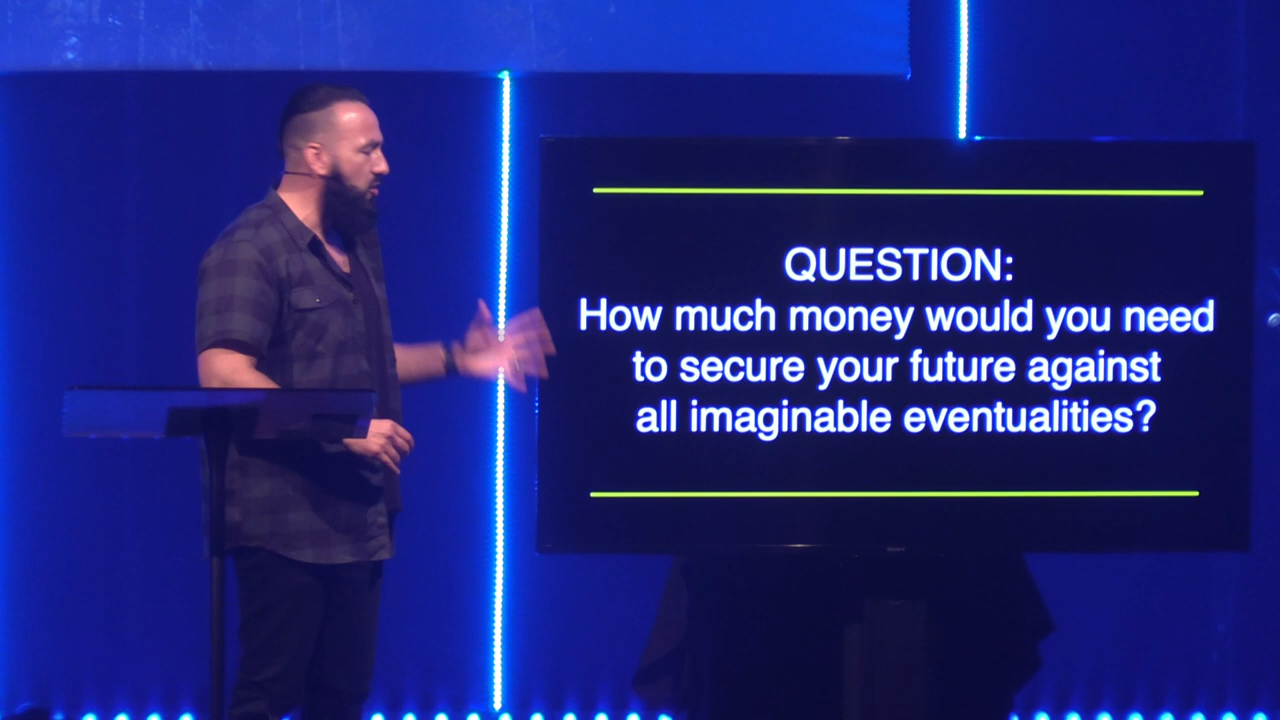 QUESTION:
How much money would you need
to secure your future against
all imaginable eventualities?